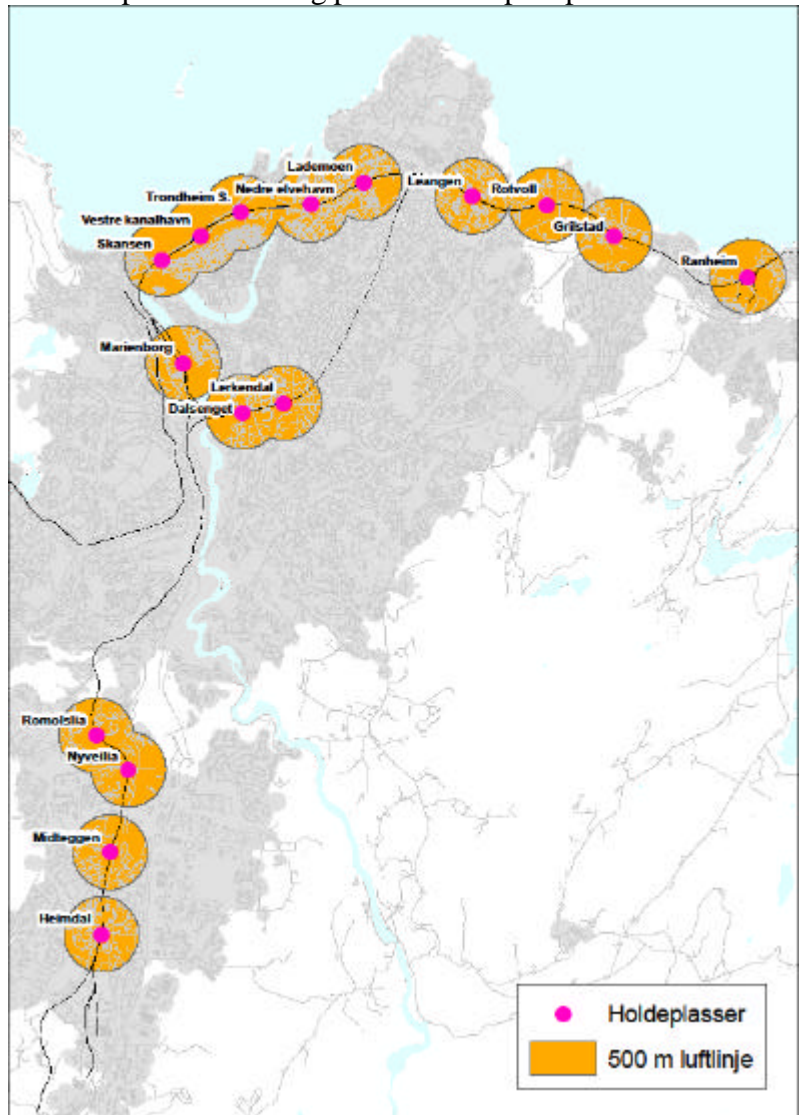 Lademoen
Leangen
Rotvoll
Trondheim S.
Nedre elvehavn
Vestre kanalhavn
Grilstad
Skansen
Ranheim
Marienborg
Lerkendal
Dalsenget
Romolslia
Nyveilia
Midteggen
Heimdal
Holdeplasser
500 m luftlinje